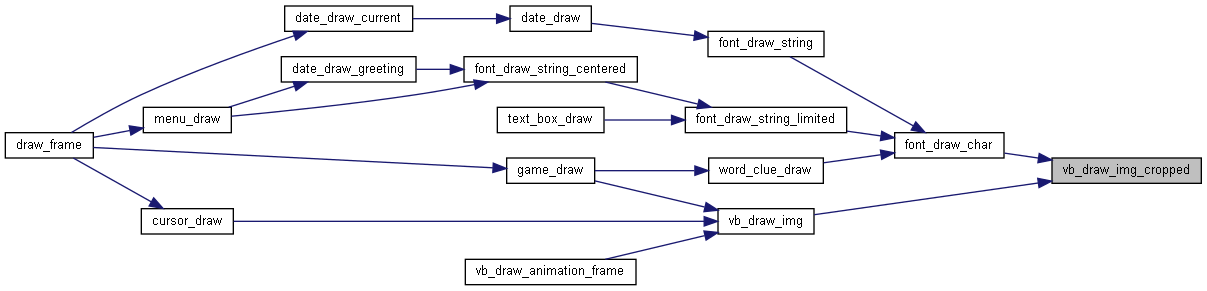 date_draw_current
date_draw
font_draw_string
date_draw_greeting
font_draw_string_centered
menu_draw
text_box_draw
font_draw_string_limited
draw_frame
font_draw_char
game_draw
word_clue_draw
vb_draw_img_cropped
cursor_draw
vb_draw_img
vb_draw_animation_frame